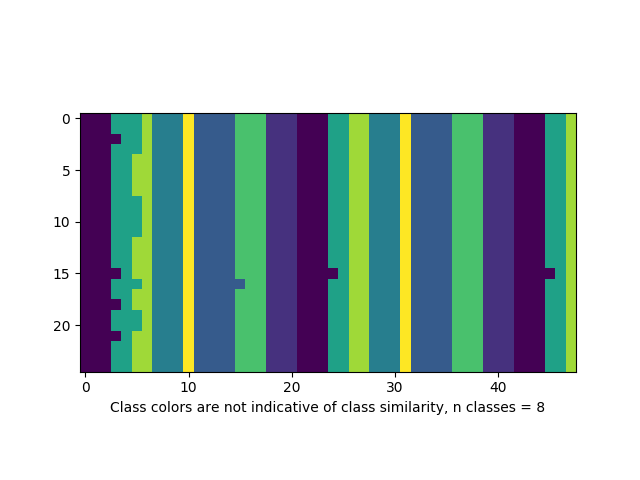 0
5
10
15
20
0 10 20 30 40
Class colors are not indicative of class similarity, n classes = 8